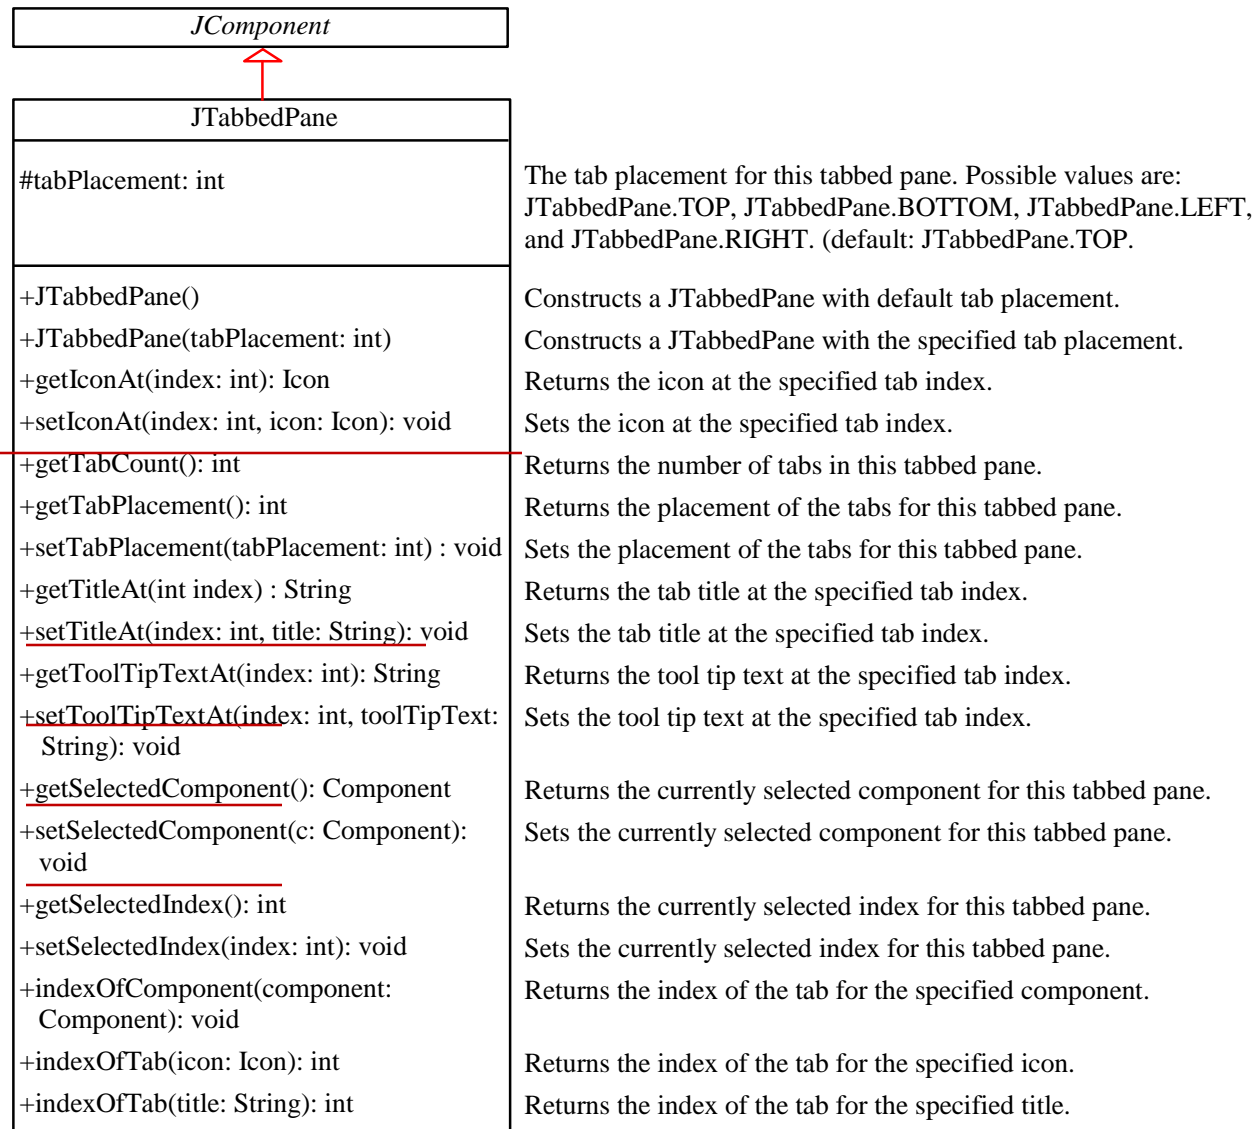 JComponent
JTabbedPane
#tabPlacement: int
The tab placement for this tabbed pane. Possible values are:
JTabbedPane.TOP, JTabbedPane.BOTTOM, JTabbedPane.LEFT,
and JTabbedPane.RIGHT. (default: JTabbedPane.TOP.
+JTabbedPane()
Constructs a JTabbedPane with default tab placement.
+JTabbedPane(tabPlacement: int)
Constructs a JTabbedPane with the specified tab placement.
+getIconAt(index: int): Icon
Returns the icon at the specified tab index.
+setIconAt(index: int, icon: Icon): void
Sets the icon at the specified tab index.
+getTabCount(): int
Returns the number of tabs in this tabbed pane.
+getTabPlacement(): int
Returns the placement of the tabs for this tabbed pane.
+setTabPlacement(tabPlacement: int) : void
Sets the placement of the tabs for this tabbed pane.
+getTitleAt(int index) : String
Returns the tab title at the specified tab index.
+setTitleAt(index: int, title: String): void
Sets the tab title at the specified tab index.
+getToolTipTextAt(index: int): String
Returns the tool tip text at the specified tab index.
+setToolTipTextAt(index: int, toolTipText:
String): void
Sets the tool tip text at the specified tab index.
+getSelectedComponent(): Component
Returns the currently selected component for this tabbed pane.
+setSelectedComponent(c: Component):
void
Sets the currently selected component for this tabbed pane.
+getSelectedIndex(): int
Returns the currently selected index for this tabbed pane.
+setSelectedIndex(index: int): void
Sets the currently selected index for this tabbed pane.
+indexOfComponent(component:
Component): void
Returns the index of the tab for the specified component.
+indexOfTab(icon: Icon): int
Returns the index of the tab for the specified icon.
+indexOfTab(title: String): int
Returns the index of the tab for the specified title.